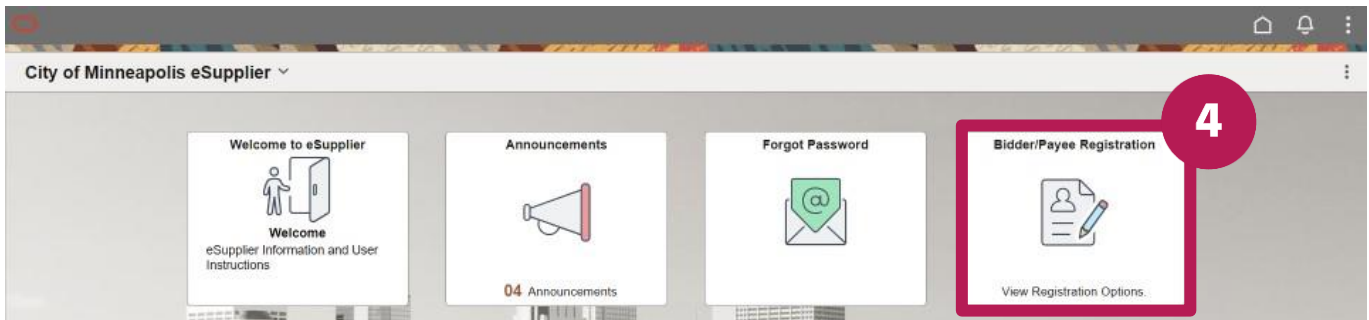 City of Minneapolis eSupplier
4
Welcome to eSupplier
Welcome
eSupplier Information and User
Instructions
Announcements
04 Announcements
Forgot Password
@
Bidder/Payee Registration
View Registration Options.